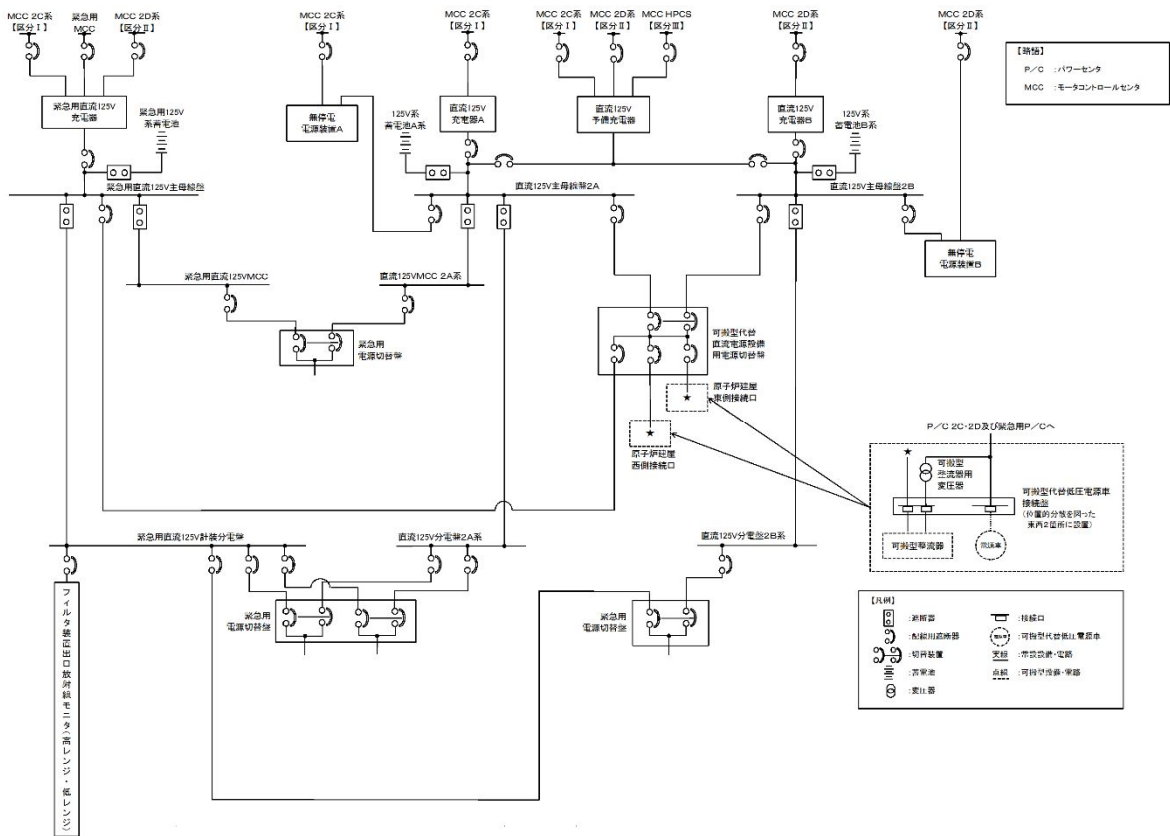 MCC 2C系
【区分Ⅰ】
緊急用
MCC
MCC 2D系
【区分Ⅱ】
MCC 2C系
【区分Ⅰ】
MCC 2C系
【区分Ⅰ】
MCC 2C系
【区分Ⅰ】
MCC 2D系
【区分Ⅱ】
MCC HPCS
【区分Ⅲ】
MCC 2D系
【区分Ⅱ】
MCC 2D系
【区分Ⅱ】
【略語】
P/C :パワーセンタ
MCC :モータコントロールセンタ
緊急用直流125V
充電器
緊急用125V
系蓄電池
無停電
電源装置A
125V系
蓄電池A系
直流125V
充電器A
直流125V
予備充電器
直流125V
充電器B
125V系
蓄電池B系
緊急用直流125V主母線盤
直流125V主母線盤2A
直流125V主母線盤2B
無停電
電源装置B
緊急用直流125VMCC
直流125VMCC 2A系
緊急用
電源切替盤
可搬型代替
直流電源設備
用電源切替盤
原子炉建屋
東側接続口
原子炉建屋
西側接続口
P/C 2C・2D及び緊急用P/Cへ
可搬型
整流器用
変圧器
可搬型代替低圧電源車
接続盤
(位置的分散を図った
東西2箇所に設置)
可搬型整流器
電源車
緊急用直流125V計装分電盤
直流125V分電盤2A系
直流125V分電盤2B系
緊急用
電源切替盤
緊急用
電源切替盤
フィルタ装置出口放射線モニタ(高レンジ・低レンジ)
【凡例】
:遮断器
:配線用遮断器
:切替装置
:蓄電池
:変圧器
:接続口
電源車
:可搬型代替低圧電源車
実線
:常設設備・電路
点線
:可搬型設備・電路